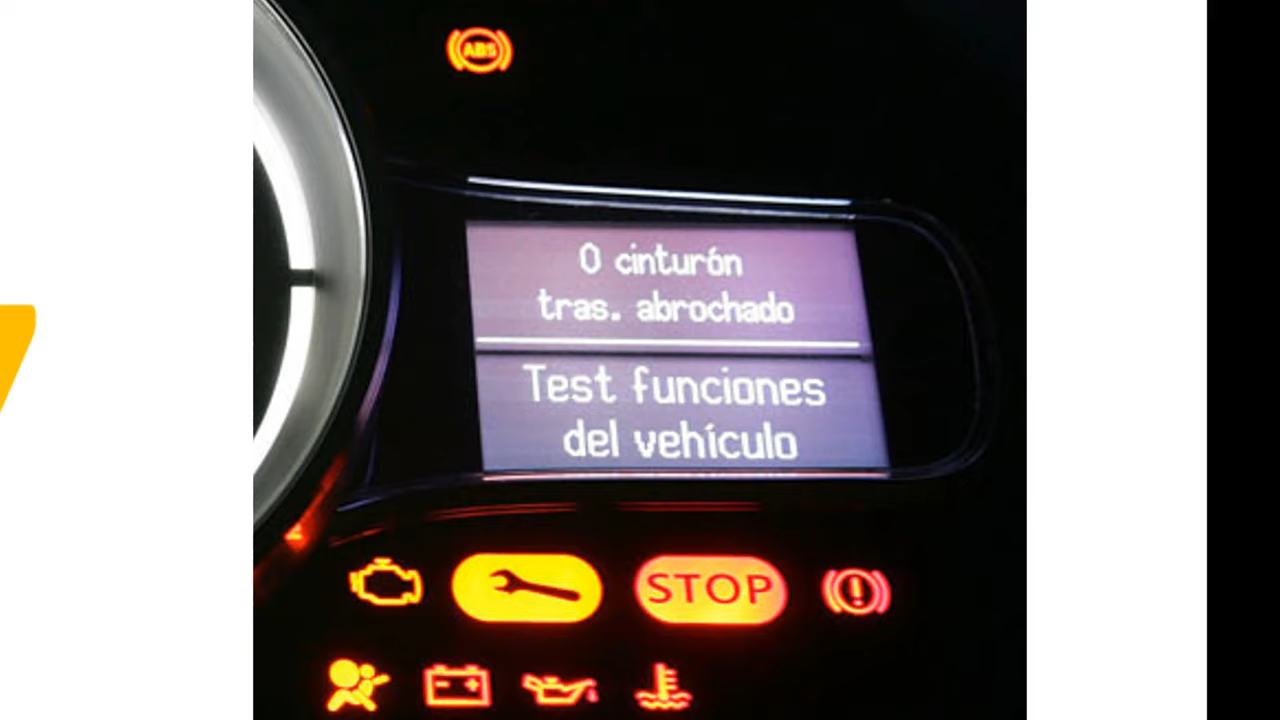 ABS
0 cinturón
tras. abrochado
Test funciones
del vehículo
STOP